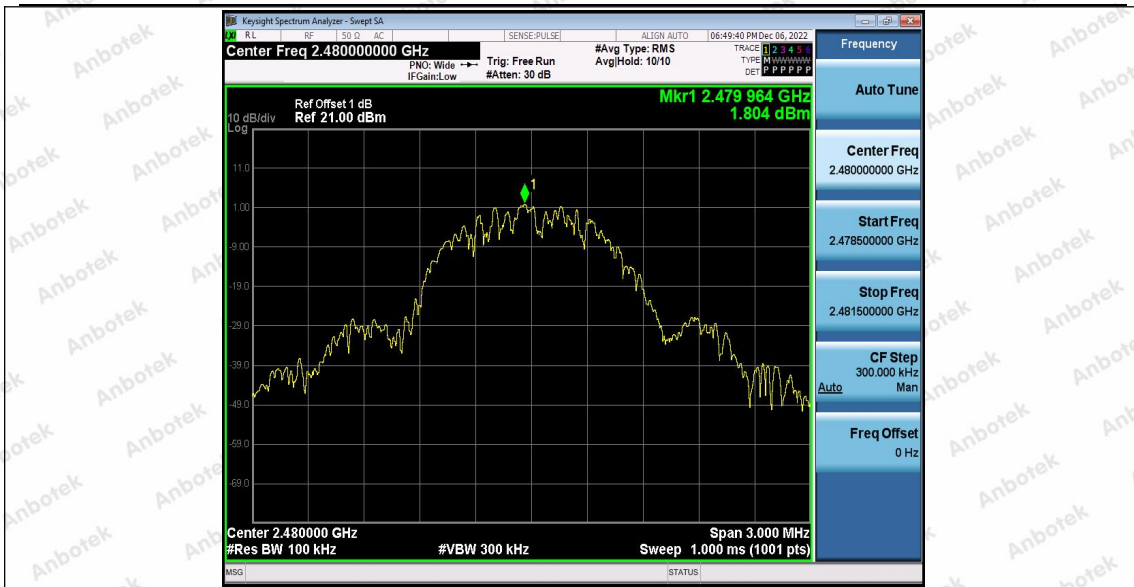 Keysight Spectrum Analyzer - Swept SA
LXI RL RF 50 Ω AC SENSE:PULSE ALIGN AUTO 06:49:40 PM Dec 06, 2022
Center Freq 2.480000000 GHz
PNO: Wide
IFGain:Low
Trig: Free Run
#Atten: 30 dB
#Avg Type: RMS
Avg|Hold: 10/10
TRACE 1 2 3 4 5 6
TYPE M WWWWW
DET P P P P P P
10 dB/div
Log
Ref Offset 1 dB
Ref 21.00 dBm
Mkr1 2.479 964 GHz
1.804 dBm
11.0
1.00
-9.00
-19.0
-29.0
-39.0
-49.0
-59.0
-69.0
1
Center 2.480000 GHz
#Res BW 100 kHz
#VBW 300 kHz
Span 3.000 MHz
Sweep 1.000 ms (1001 pts)
MSG
STATUS
Frequency
Auto Tune
Center Freq
2.480000000 GHz
Start Freq
2.478500000 GHz
Stop Freq
2.481500000 GHz
CF Step
300.000 kHz
Auto Man
Freq Offset
0 Hz
Anbotek